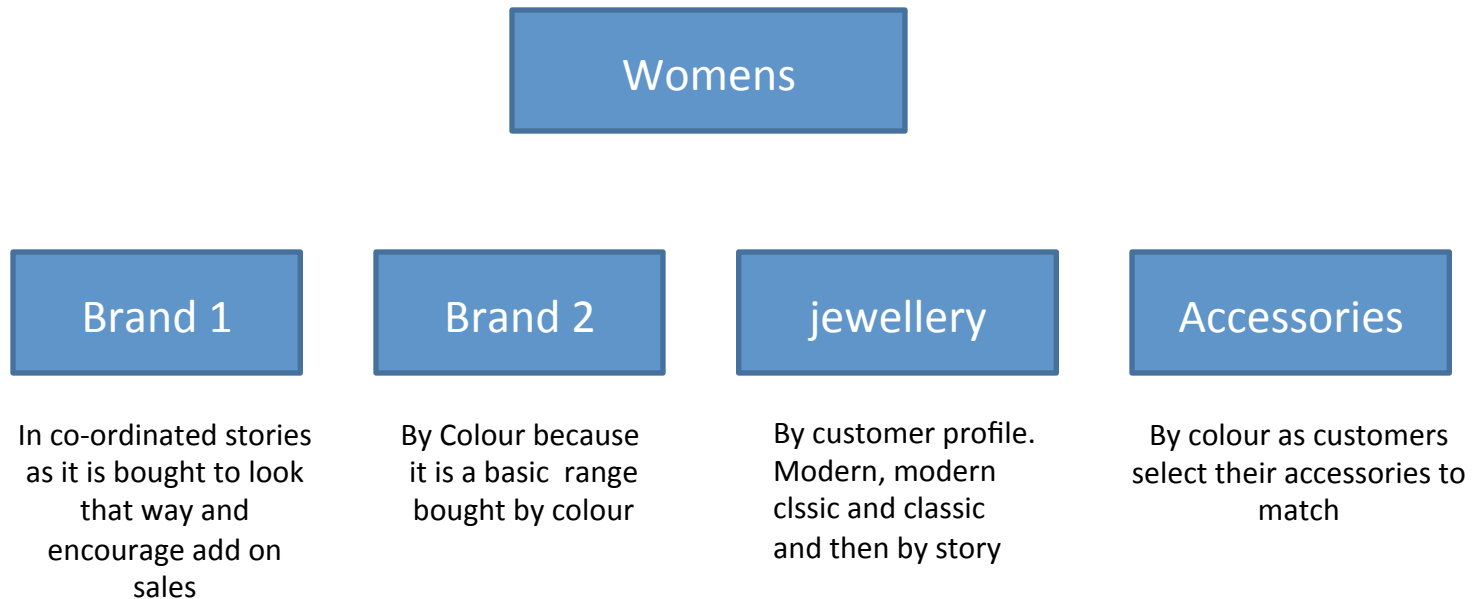 Womens
Brand 1
Brand 2
jewellery
Accessories
In co-ordinated stories
as it is bought to look
that way and
encourage add on
sales
By Colour because
it is a basic range
bought by colour
By customer profile.
Modern, modern
clssic and classic
and then by story
By colour as customers
select their accessories to
match